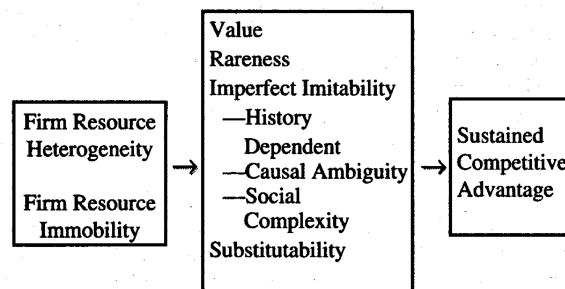 Firm Resource
Heterogeneity
Firm Resource
Immobility
Value
Rareness
Imperfect Imitability
—History
Dependent
—Causal Ambiguity
—Social
Complexity
Substitutability
Sustained
Competitive
Advantage